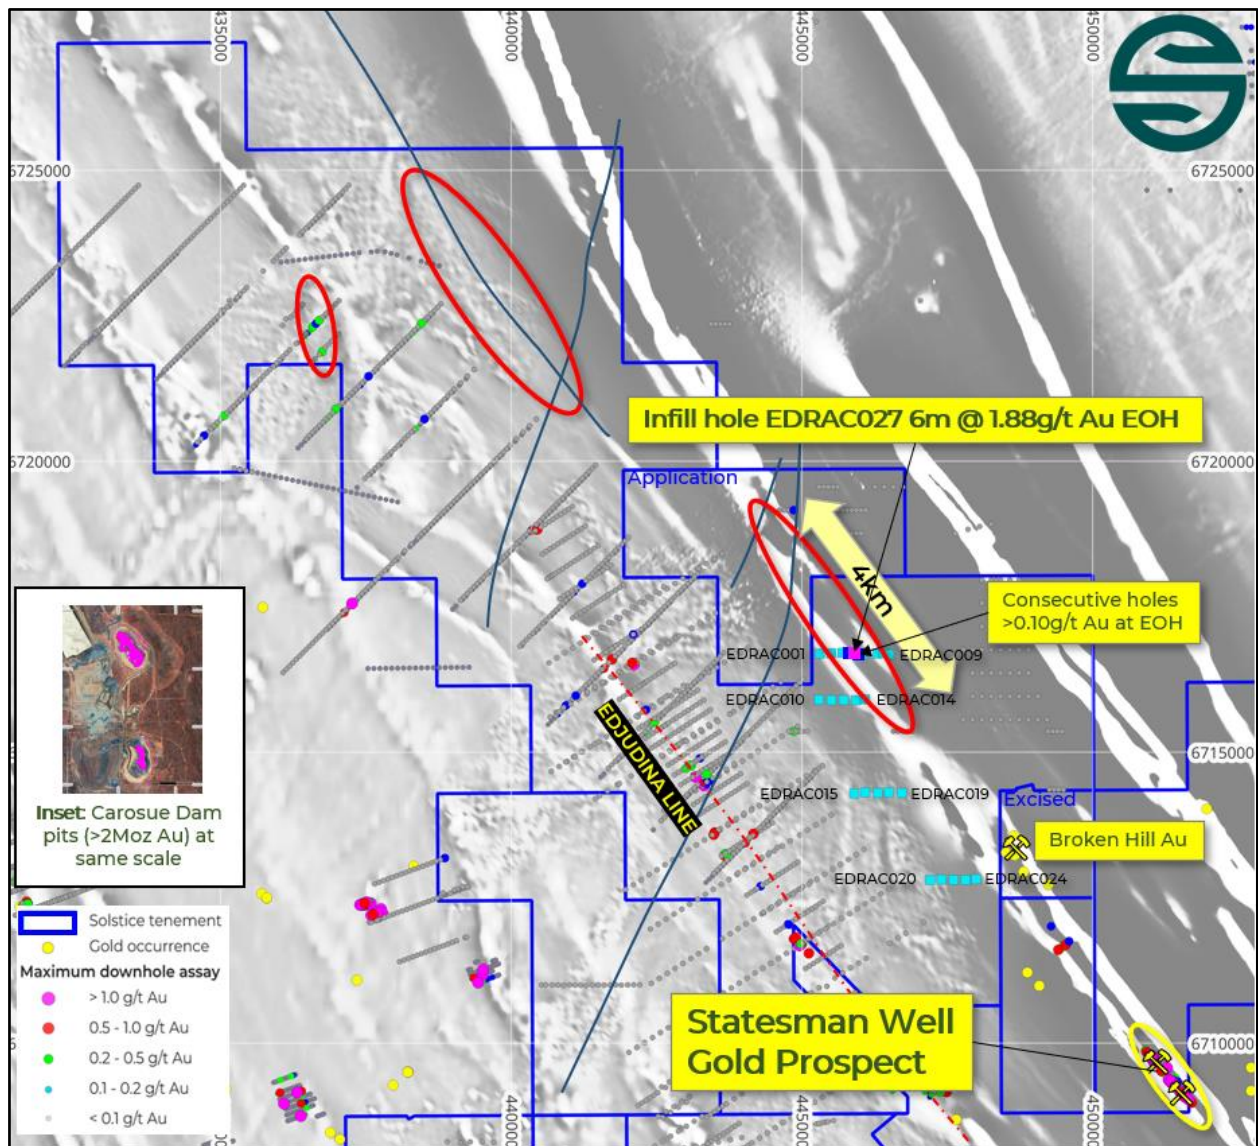 435000
440000
445000
450000
6725000
6725000
Infill hole EDRAC027 6m @ 1.88g/t Au EOH
6720000
6720000
Application
4km
Consecutive holes
>0.10g/t Au at EOH
EDRAC001
EDRAC009
EDRAC010
EDRAC014
EDJUDINA LINE
6715000
EDRAC015
EDRAC019
Excised
Broken Hill Au
EDRAC020
EDRAC024
Inset: Carosue Dam
pits (>2Moz Au) at
same scale
Solstice tenement
Gold occurrence
Maximum downhole assay
> 1.0 g/t Au
0.5 - 1.0 g/t Au
0.2 - 0.5 g/t Au
0.1 - 0.2 g/t Au
< 0.1 g/t Au
Statesman Well
Gold Prospect
6710000
440000
445000
450000